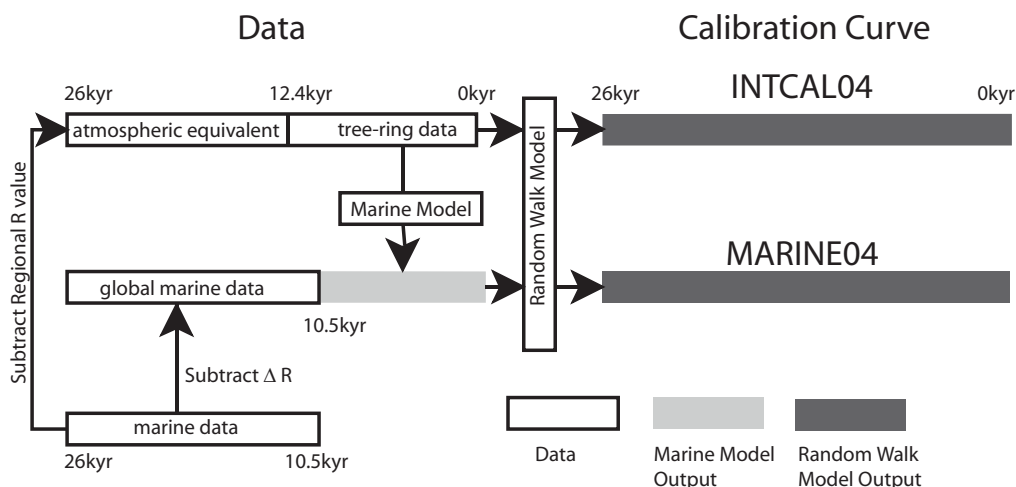 Data
Calibration Curve
26kyr
12.4kyr
0kyr
26kyr
INTCAL04
0kyr
atmospheric equivalent
tree-ring data
Subtract Regional R value
Marine Model
Random Walk Model
MARINE04
global marine data
10.5kyr
Subtract Δ R
marine data
26kyr
10.5kyr
Data
Marine Model
Output
Random Walk
Model Output